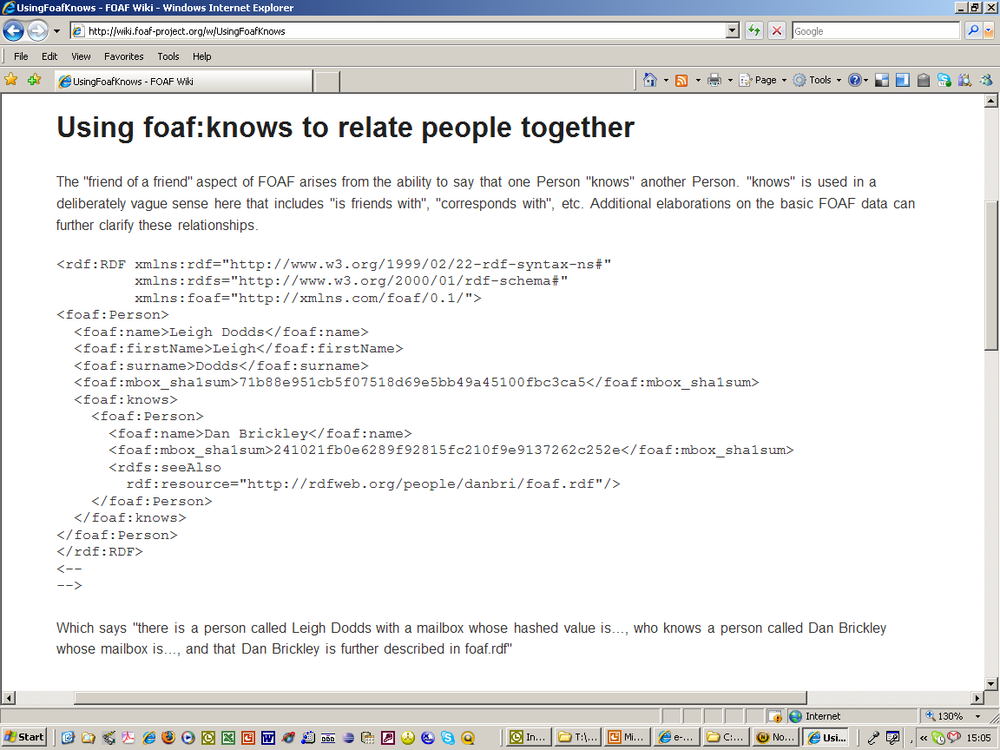 UsingFoafKnows - FOAF Wiki - Windows Internet Explorer
http://wiki.foaf-project.org/w/UsingFoafKnows
Google
File Edit View Favorites Tools Help
UsingFoafKnows - FOAF Wiki
Page Tools
Using foaf:knows to relate people together
The "friend of a friend" aspect of FOAF arises from the ability to say that one Person "knows" another Person. "knows" is used in a
deliberately vague sense here that includes "is friends with", "corresponds with", etc. Additional elaborations on the basic FOAF data can
further clarify these relationships.
<rdf:RDF xmlns:rdf="http://www.w3.org/1999/02/22-rdf-syntax-ns#"
xmlns:rdfs="http://www.w3.org/2000/01/rdf-schema#"
xmlns:foaf="http://xmlns.com/foaf/0.1/">
<foaf:Person>
<foaf:name>Leigh Dodds</foaf:name>
<foaf:firstName>Leigh</foaf:firstName>
<foaf:surname>Dodds</foaf:surname>
<foaf:mbox_sha1sum>71b88e951cb5f07518d69e5bb49a45100fbc3ca5</foaf:mbox_sha1sum>
<foaf:knows>
<foaf:Person>
<foaf:name>Dan Brickley</foaf:name>
<foaf:mbox_sha1sum>241021fb0e6289f92815fc210f9e9137262c252e</foaf:mbox_sha1sum>
<rdfs:seeAlso
rdf:resource="http://rdfweb.org/people/danbri/foaf.rdf"/>
</foaf:Person>
</foaf:knows>
</foaf:Person>
</rdf:RDF>
<--
-->
Which says "there is a person called Leigh Dodds with a mailbox whose hashed value is..., who knows a person called Dan Brickley
whose mailbox is..., and that Dan Brickley is further described in foaf.rdf"
Internet 130%
Start In... T:\... Mi... e-... C:... No... Usi... « 15:05